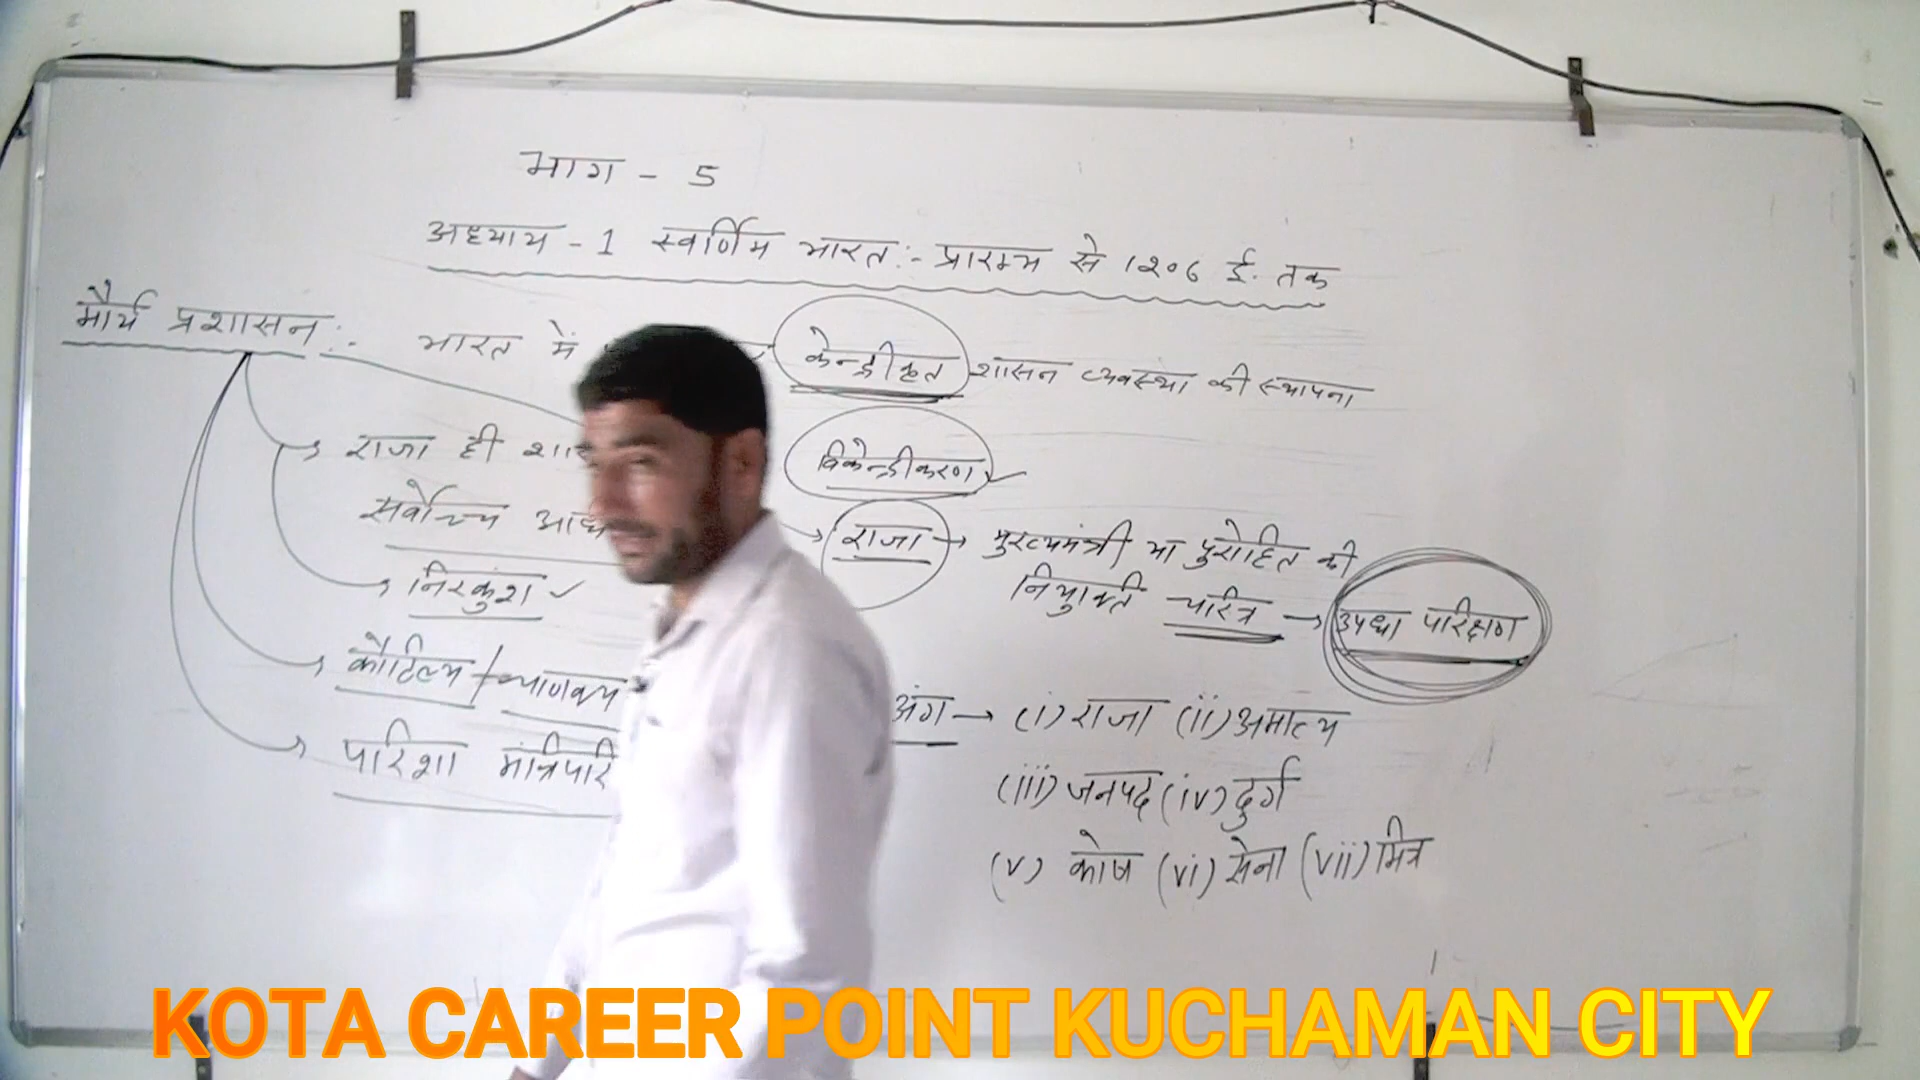 भाग - 5
अध्याय - 1 स्वर्णिम भारत :- प्रारम्भ से 1206 ई. तक
मौर्य प्रशासन :- भारत में केन्द्रीकृत शासन व्यवस्था की स्थापना
राजा ही
विकेन्द्रीकरण
सर्वोच्च
राजा → मुख्यमंत्री या पुरोहित की
नियुक्ति चरित्र → उपधा परिक्षण
निरकुंश
कौटिल्य / चाणक्य
अंग → (i) राजा (ii) अमात्य
परिशा मंत्रिपरि
(iii) जनपद (iv) दुर्ग
(v) कोष (vi) सेना (vii) मित्र
KOTA CAREER POINT KUCHAMAN CITY